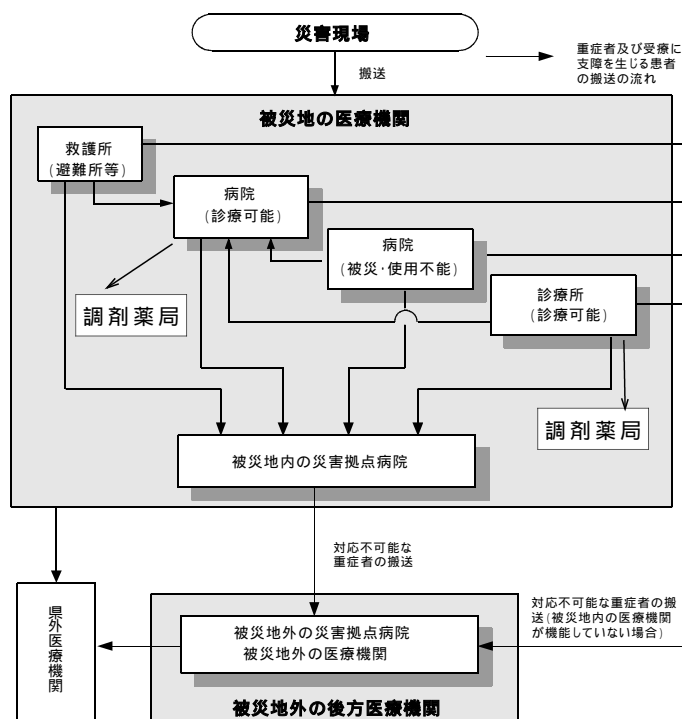 災害現場
搬送
重症者及び受療に
支障を生じる患者
の搬送の流れ
被災地の医療機関
救護所
(避難所等)
病院
(診療可能)
病院
(被災・使用不能)
診療所
(診療可能)
調剤薬局
調剤薬局
被災地内の災害拠点病院
対応不可能な
重症者の搬送
対応不可能な重症者の搬
送(被災地内の医療機関
が機能していない場合)
県外医療機関
被災地外の災害拠点病院
被災地外の医療機関
被災地外の後方医療機関